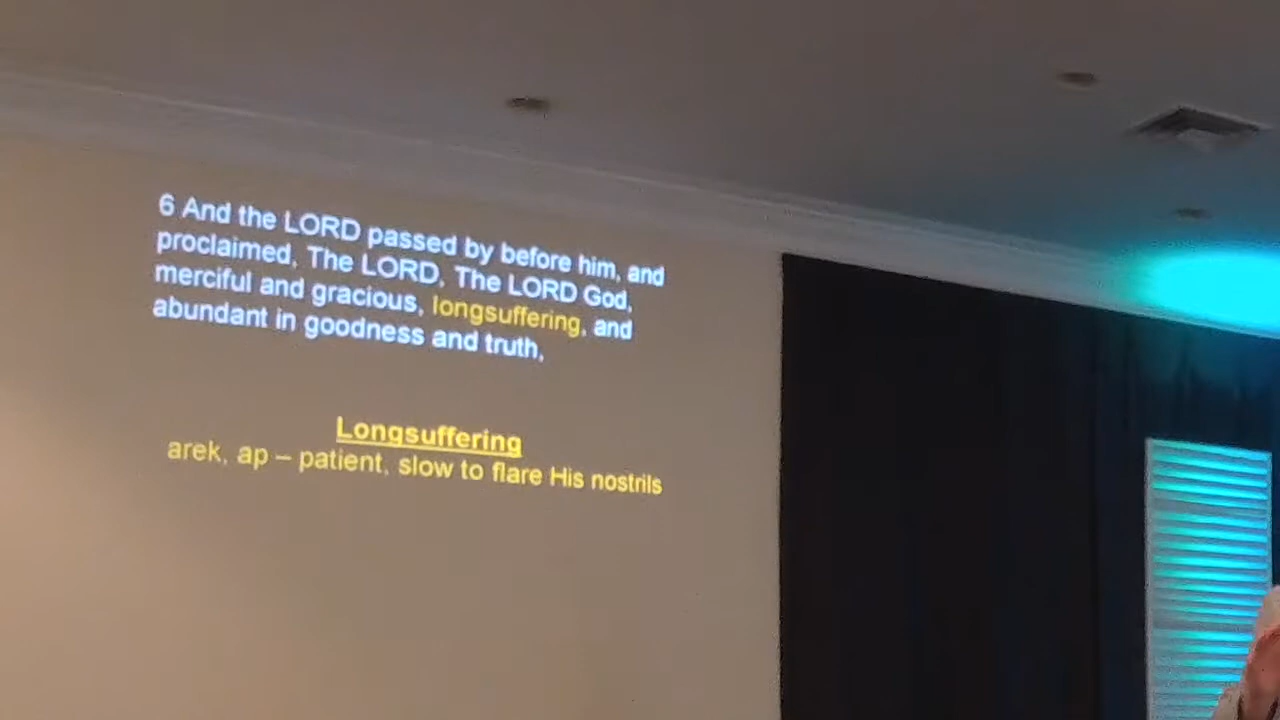 6 And the LORD passed by before him, and
proclaimed, The LORD, The LORD God,
merciful and gracious, longsuffering, and
abundant in goodness and truth,
Longsuffering
arek, ap – patient, slow to flare His nostrils